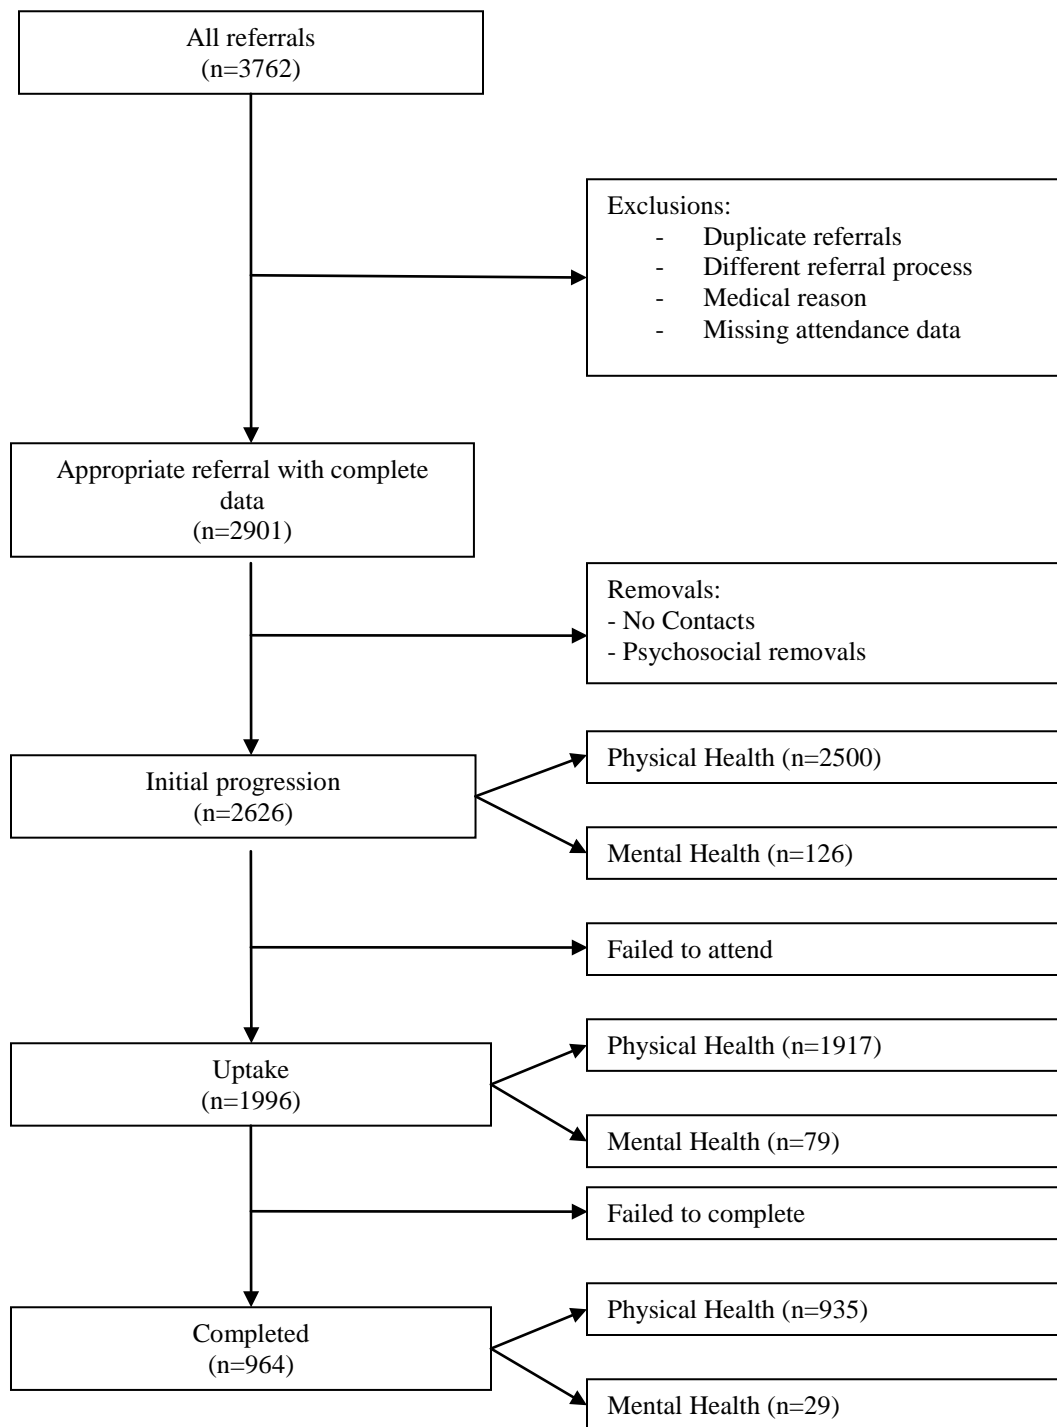 All referrals
(n=3762)
Exclusions:
- Duplicate referrals
- Different referral process
- Medical reason
- Missing attendance data
Appropriate referral with complete
data
(n=2901)
Removals:
- No Contacts
- Psychosocial removals
Initial progression
(n=2626)
Physical Health (n=2500)
Mental Health (n=126)
Failed to attend
Uptake
(n=1996)
Physical Health (n=1917)
Mental Health (n=79)
Failed to complete
Completed
(n=964)
Physical Health (n=935)
Mental Health (n=29)